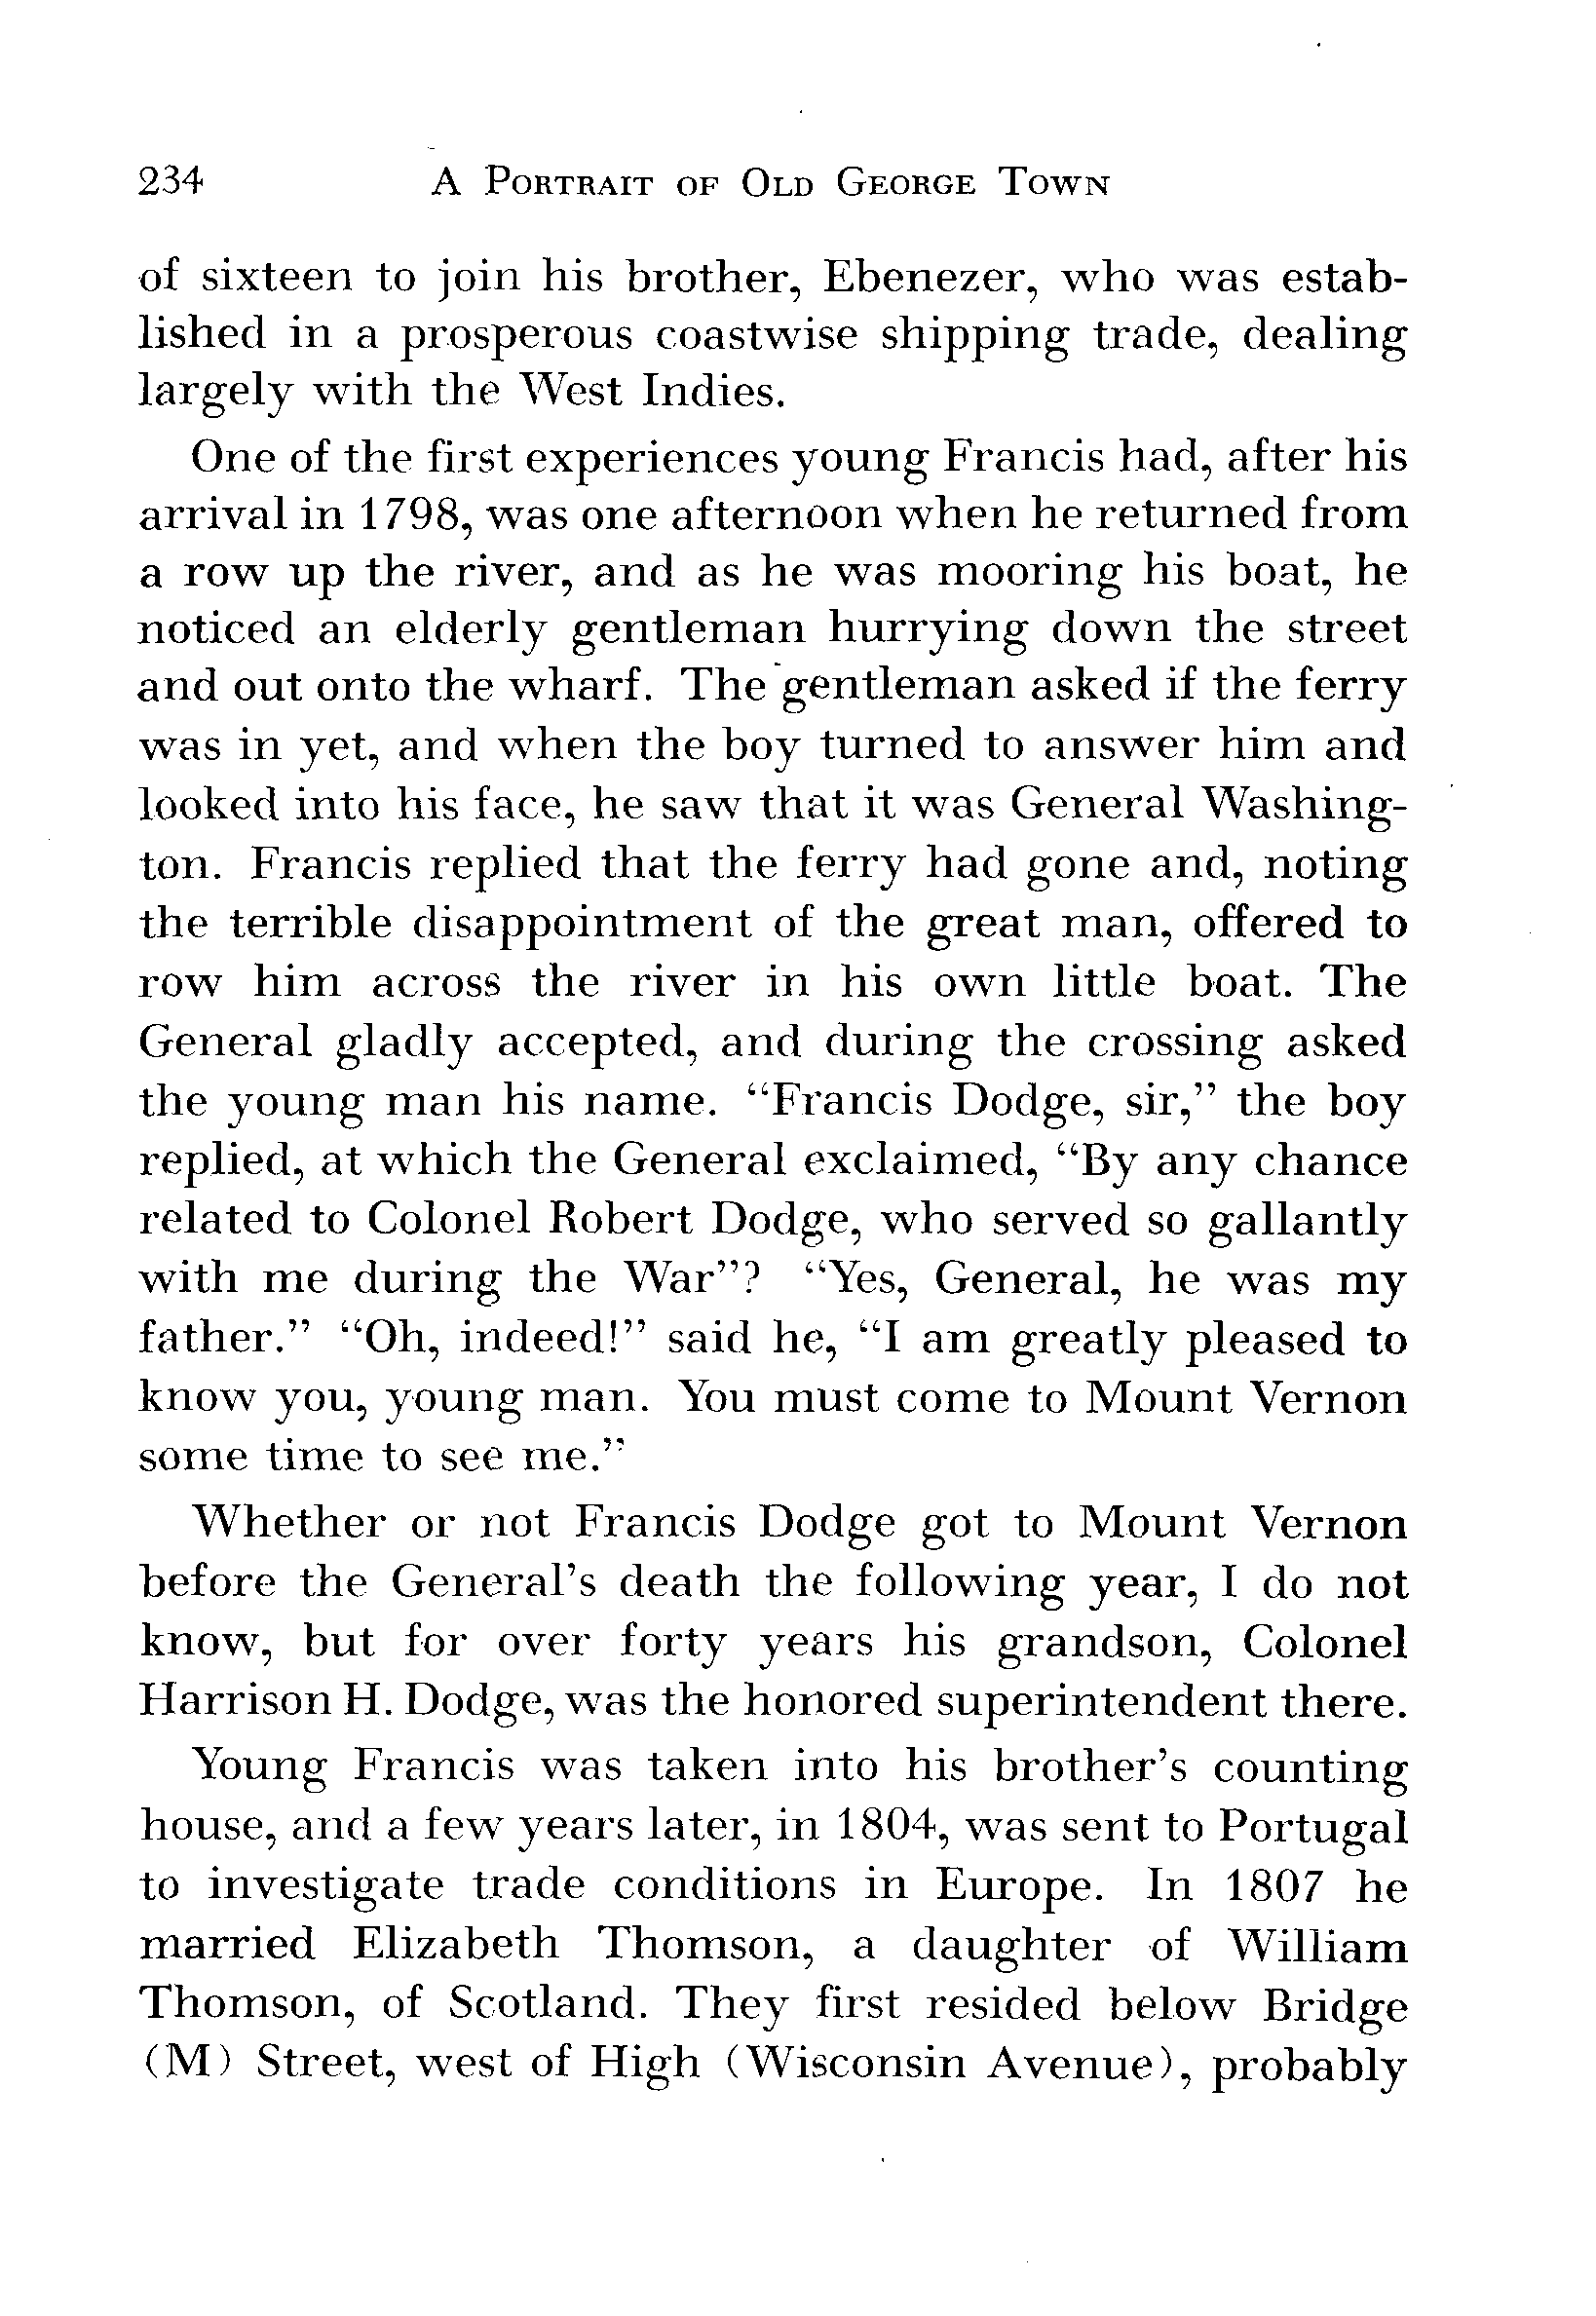 234 A Portrait of Old George Town
of sixteen to join his brother, Ebenezer, who was estab-
lished in a prosperous coastwise shipping trade, dealing
largely with the West Indies.
One of the first experiences young Francis had, after his
arrival in 1798, was one afternoon when he returned from
a row up the river, and as he was mooring his boat, he
noticed an elderly gentleman hurrying down the street
and out onto the wharf. The gentleman asked if the ferry
was in yet, and when the boy turned to answer him and
looked into his face, he saw that it was General Washing-
ton. Francis replied that the ferry had gone and, noting
the terrible disappointment of the great man, offered to
row him across the river in his own little boat. The
General gladly accepted, and during the crossing asked
the young man his name. “Francis Dodge, sir,” the boy
replied, at which the General exclaimed, “By any chance
related to Colonel Robert Dodge, who served so gallantly
with me during the War”? “Yes, General, he was my
father.” “Oh, indeed!” said he, “I am greatly pleased to
know you, young man. You must come to Mount Vernon
some time to see me.”
Whether or not Francis Dodge got to Mount Vernon
before the General’s death the following year, I do not
know, but for over forty years his grandson, Colonel
Harrison H. Dodge, was the honored superintendent there.
Young Francis was taken into his brother’s counting
house, and a few years later, in 1804, was sent to Portugal
to investigate trade conditions in Europe. In 1807 he
married Elizabeth Thomson, a daughter of William
Thomson, of Scotland. They first resided below Bridge
(M) Street, west of High (Wisconsin Avenue), probably